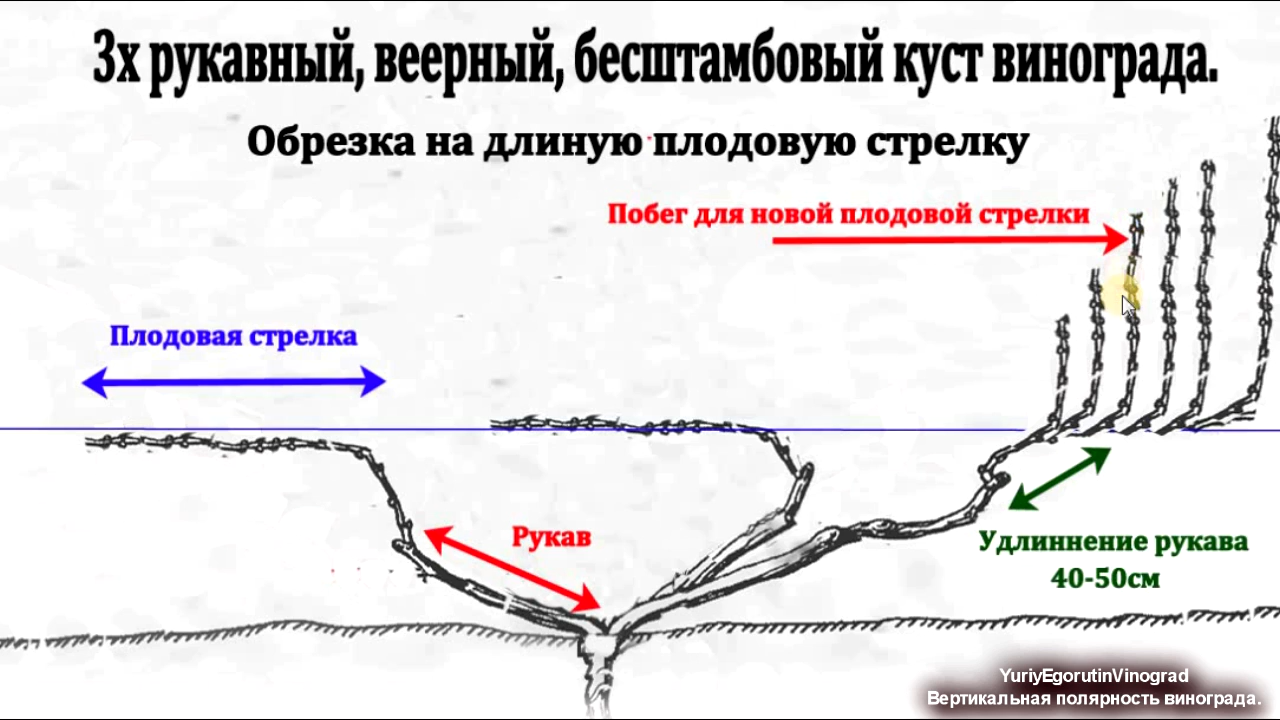 3х рукавный, веерный, бесштамбовый куст винограда.
Обрезка на длиную плодовую стрелку
Побег для новой плодовой стрелки
Плодовая стрелка
Рукав
Удлиннение рукава
40-50см
YuriyEgorutinVinograd
Вертикальная полярность винограда.